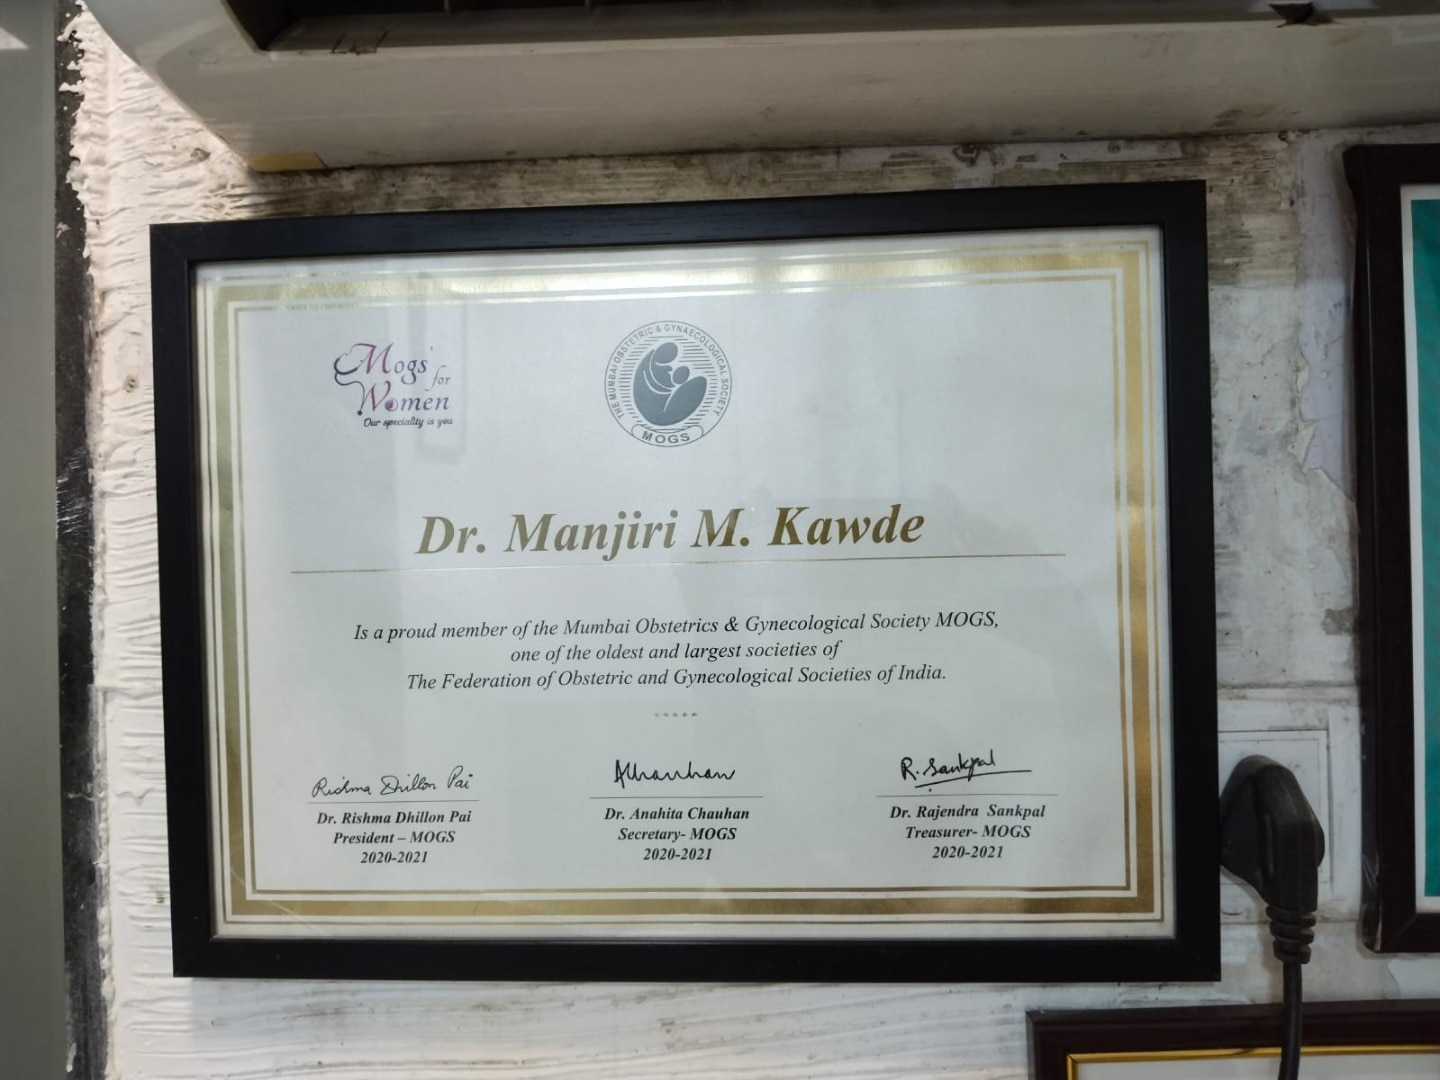 Mogs'
for
Women
Our speciality is you
THE MUMBAI OBSTETRIC & GYNAECOLOGICAL SOCIETY
MOGS
Dr. Manjiri M. Kawde
Is a proud member of the Mumbai Obstetrics & Gynecological Society MOGS,
one of the oldest and largest societies of
The Federation of Obstetric and Gynecological Societies of India.
Rishma Dhillon Pai
AChauhan
R. Sankpal
Dr. Rishma Dhillon Pai
President – MOGS
2020-2021
Dr. Anahita Chauhan
Secretary- MOGS
2020-2021
Dr. Rajendra Sankpal
Treasurer- MOGS
2020-2021